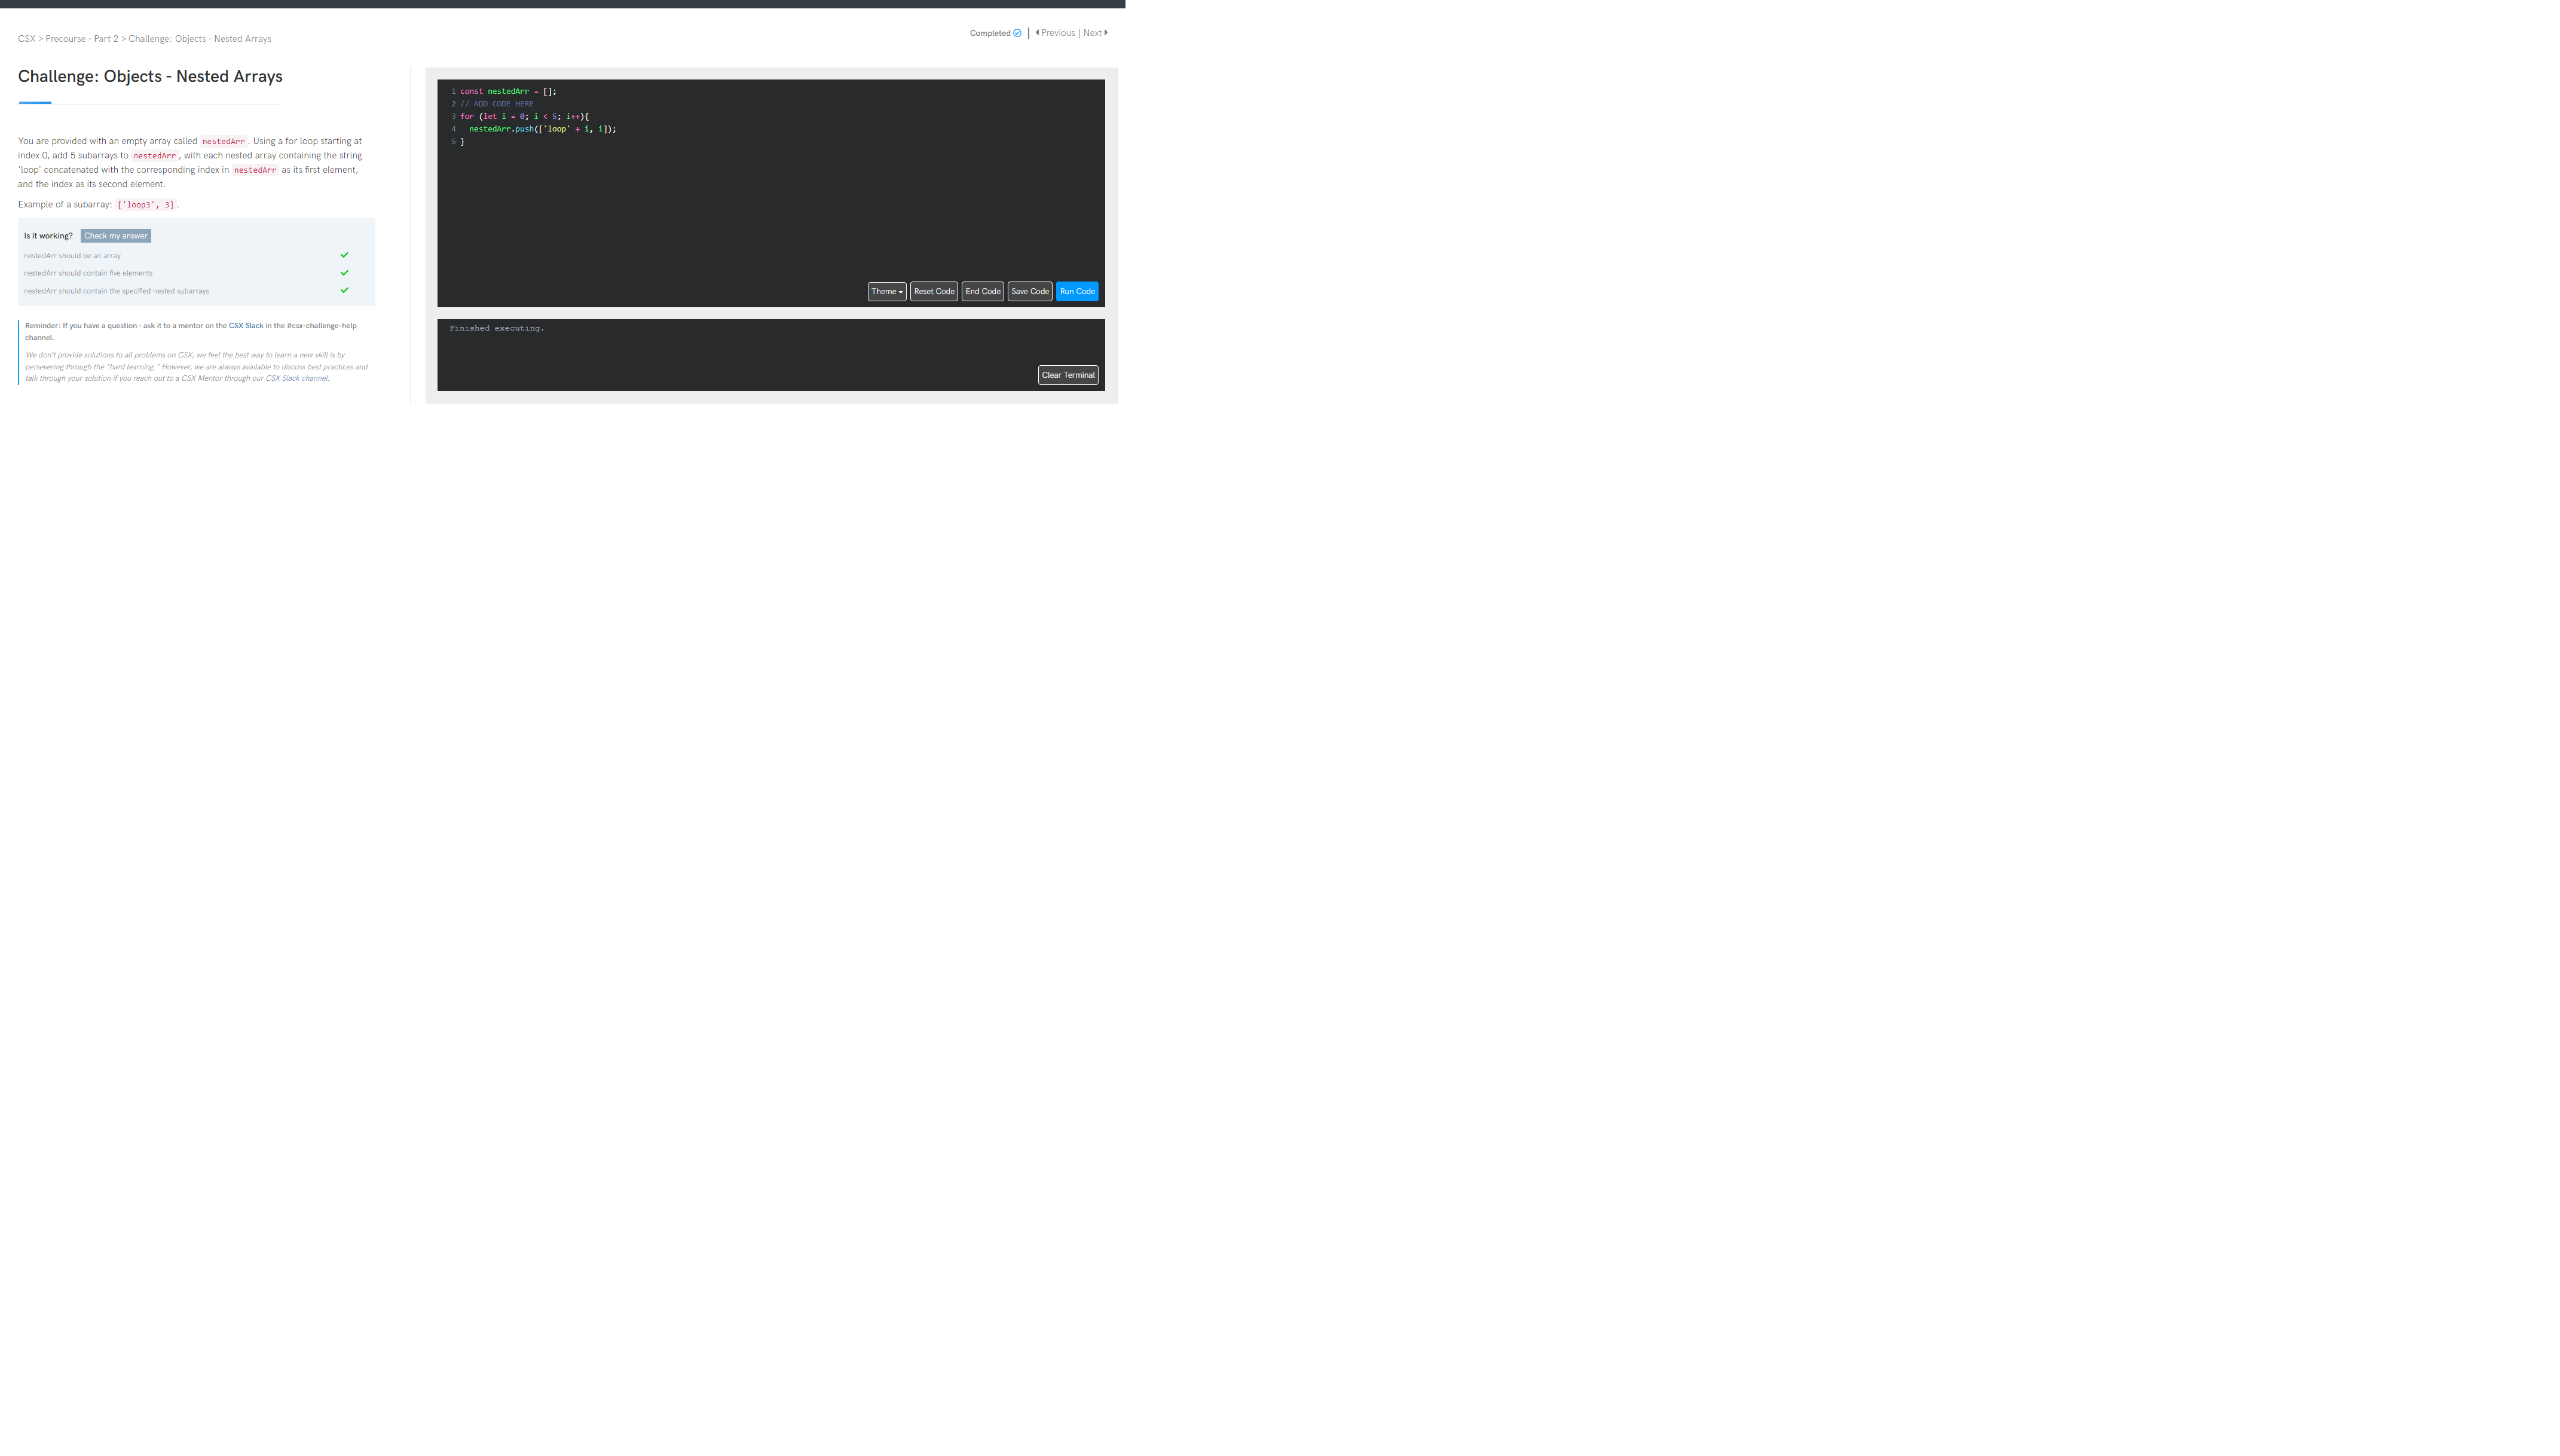 CSX > Precourse - Part 2 > Challenge: Objects - Nested Arrays
Completed | Previous | Next
Challenge: Objects - Nested Arrays
You are provided with an empty array called nestedArr. Using a for loop starting at
index 0, add 5 subarrays to nestedArr, with each nested array containing the string
'loop' concatenated with the corresponding index in nestedArr as its first element,
and the index as its second element.
Example of a subarray: ['loop3', 3].
Is it working? Check my answer
nestedArr should be an array
nestedArr should contain five elements
nestedArr should contain the specified nested subarrays
Reminder: If you have a question - ask it to a mentor on the CSX Slack in the #csx-challenge-help
channel.
We don't provide solutions to all problems on CSX; we feel the best way to learn a new skill is by
persevering through the "hard learning." However, we are always available to discuss best practices and
talk through your solution if you reach out to a CSX Mentor through our CSX Slack channel.
1 const nestedArr = [];
2 // ADD CODE HERE
3 for (let i = 0; i < 5; i++){
4   nestedArr.push(['loop' + i, i]);
5 }
Theme Reset Code End Code Save Code Run Code
Finished executing.
Clear Terminal